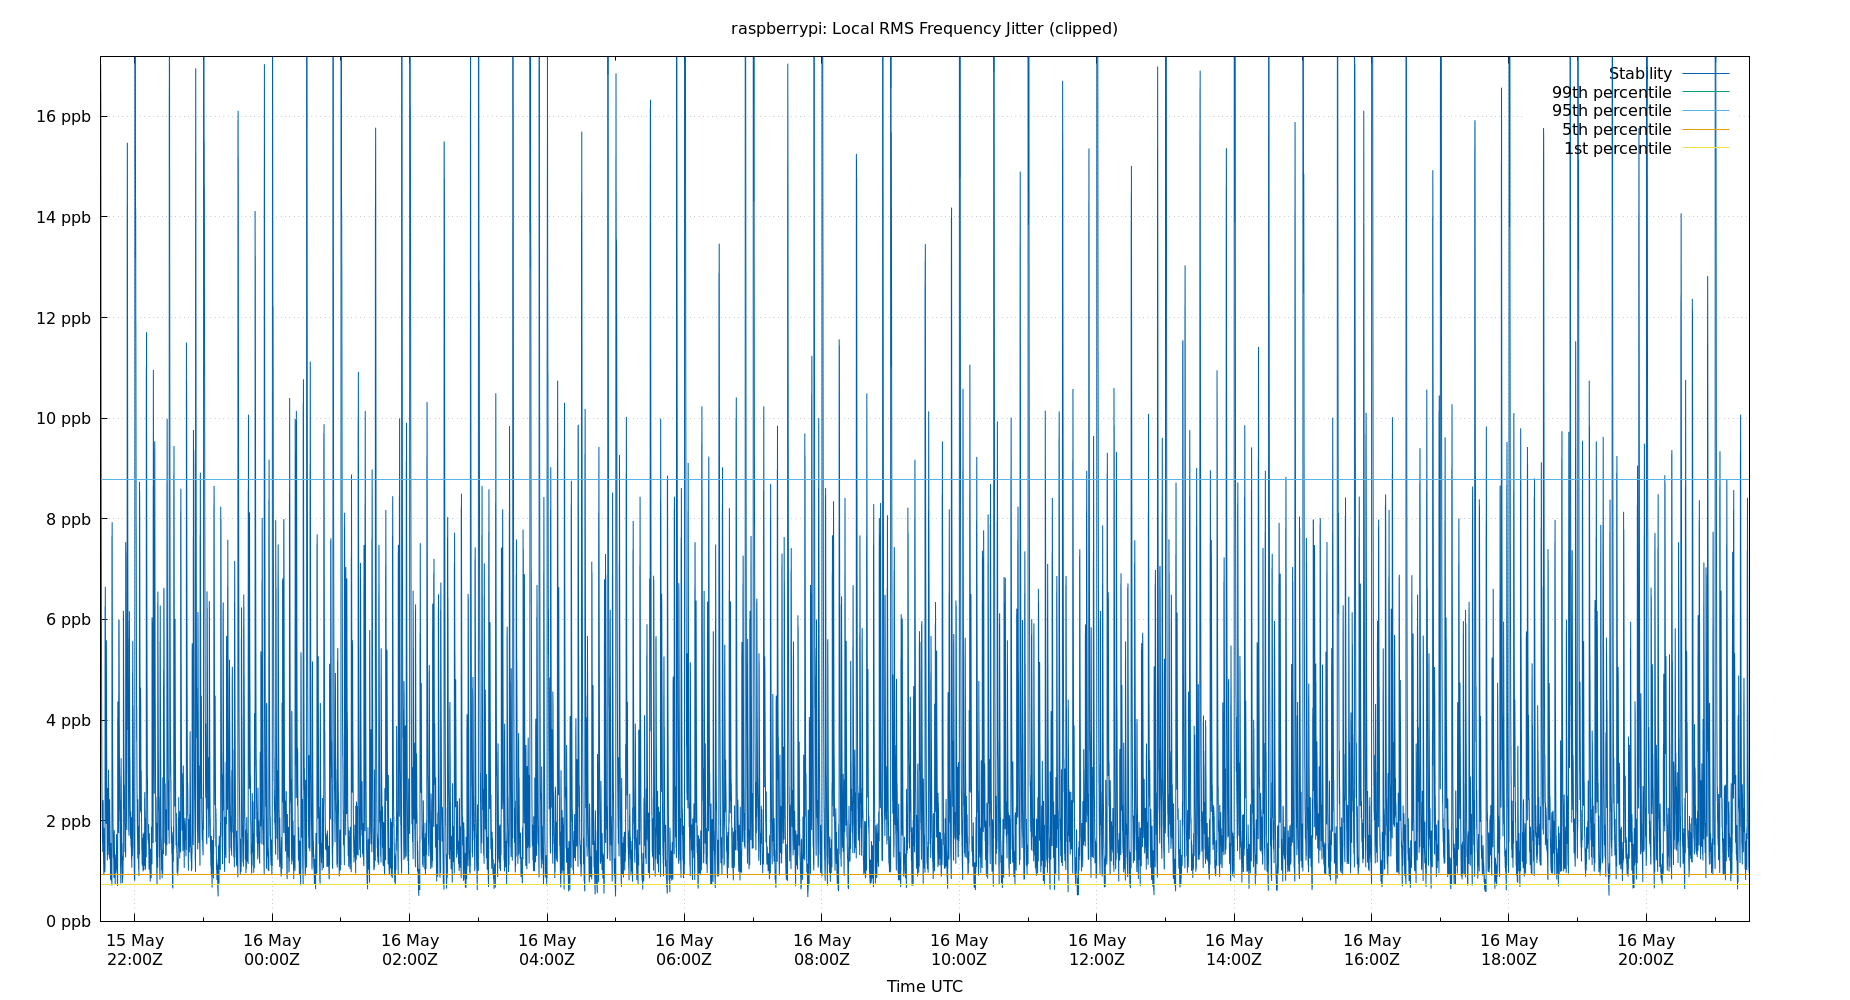 raspberrypi: Local RMS Frequency Jitter (clipped)
Stability
99th percentile
95th percentile
5th percentile
1st percentile
16 ppb
14 ppb
12 ppb
10 ppb
8 ppb
6 ppb
4 ppb
2 ppb
0 ppb
15 May 16 May 16 May 16 May 16 May 16 May 16 May 16 May 16 May 16 May 16 May 16 May
22:00Z 00:00Z 02:00Z 04:00Z 06:00Z 08:00Z 10:00Z 12:00Z 14:00Z 16:00Z 18:00Z 20:00Z
Time UTC